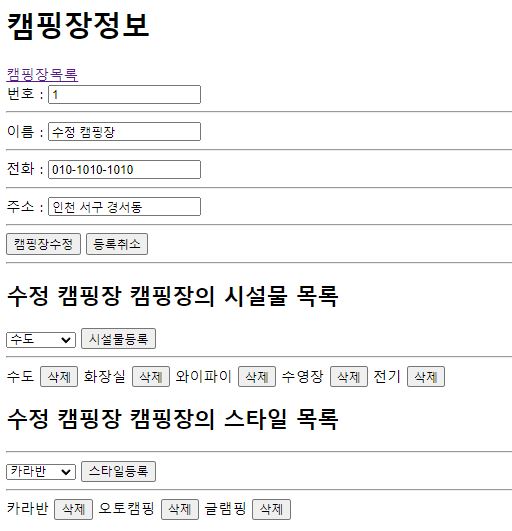 캠핑장정보
캠핑장목록
번호 : 1
이름 : 수정 캠핑장
전화 : 010-1010-1010
주소 : 인천 서구 경서동
캠핑장수정 등록취소
수정 캠핑장 캠핑장의 시설물 목록
수도 시설물등록
수도 삭제 화장실 삭제 와이파이 삭제 수영장 삭제 전기 삭제
수정 캠핑장 캠핑장의 스타일 목록
카라반 스타일등록
카라반 삭제 오토캠핑 삭제 글램핑 삭제